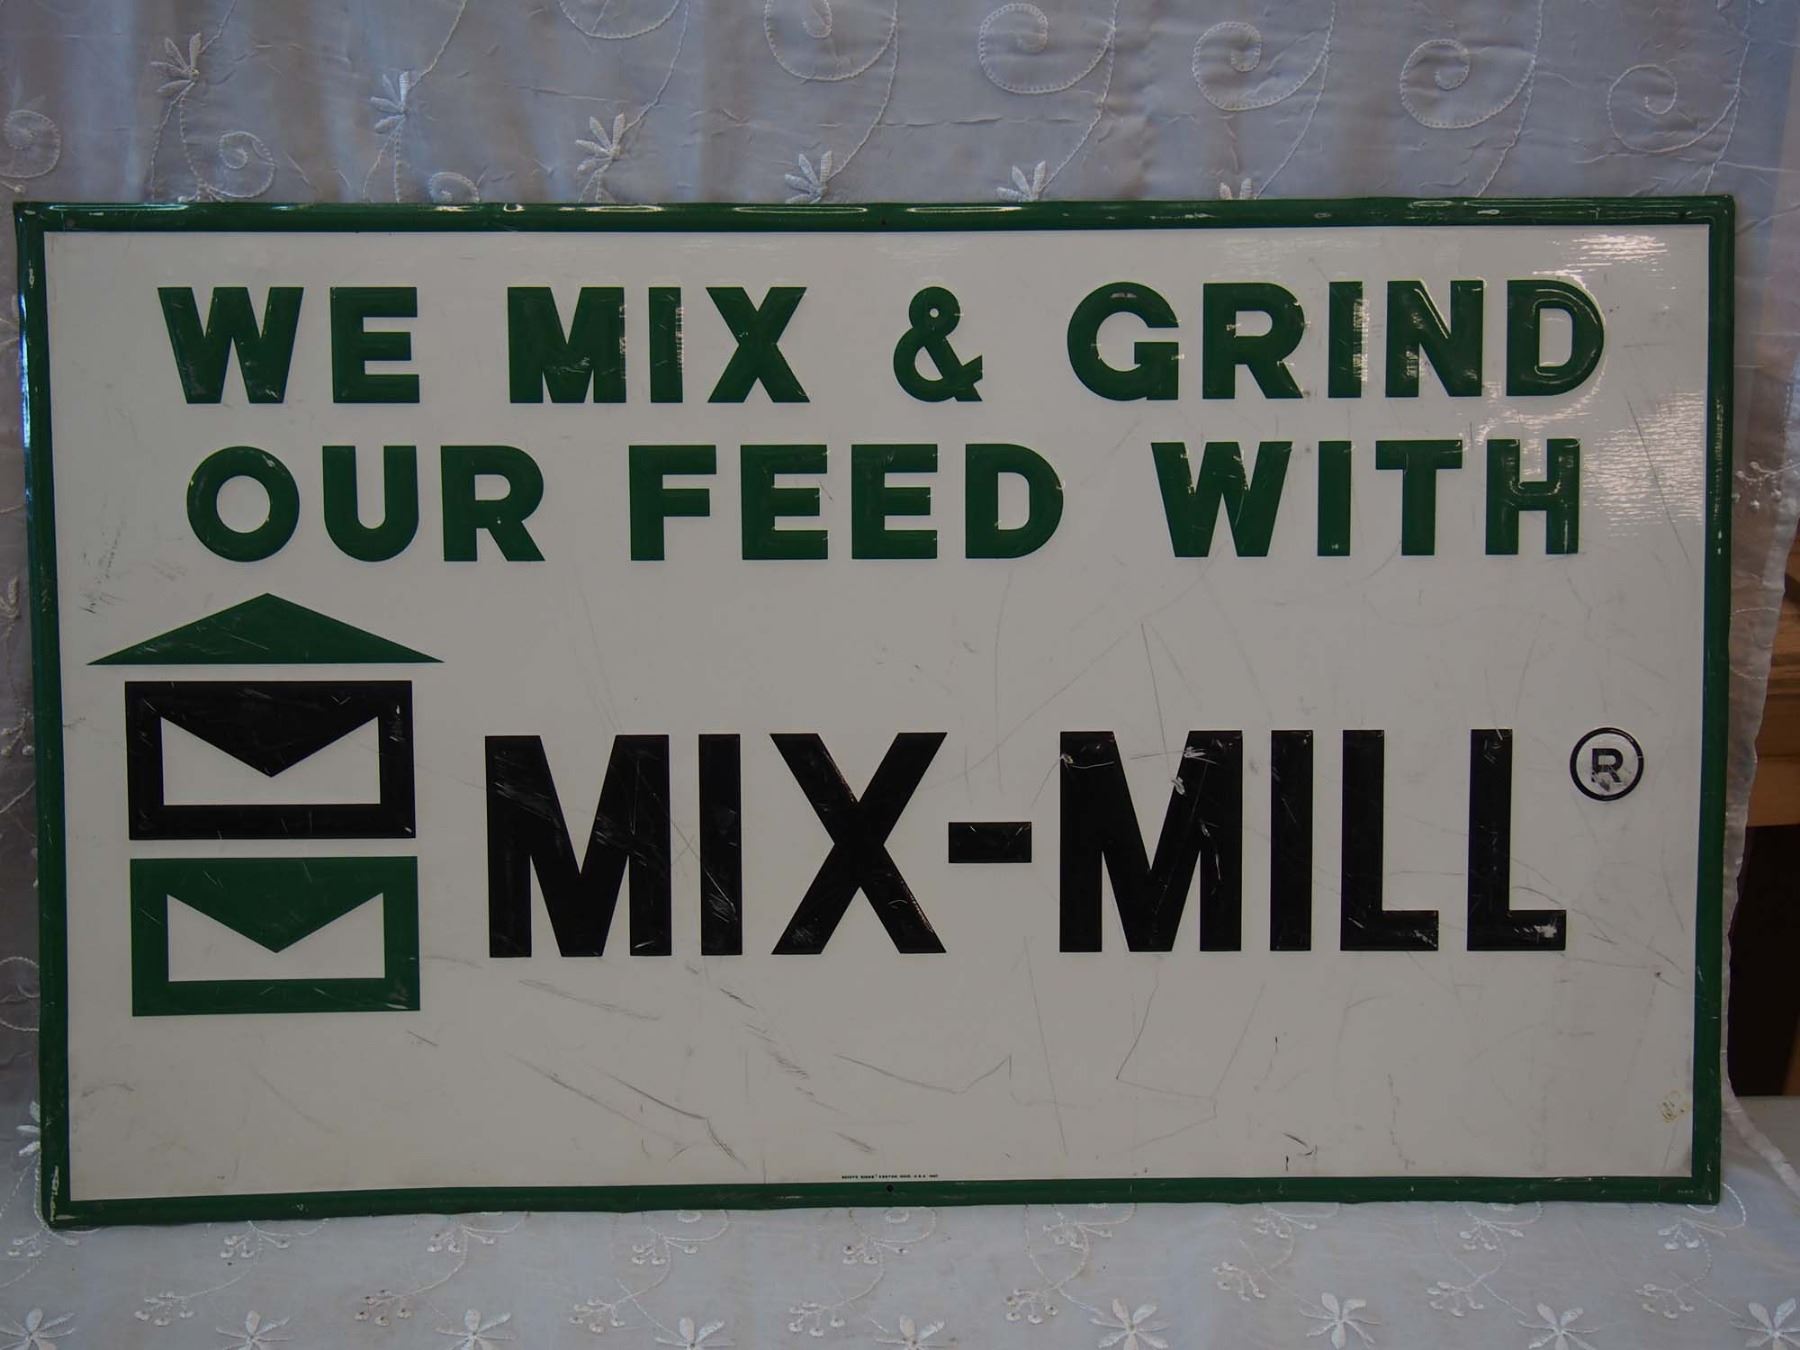 WE MIX & GRIND
OUR FEED WITH
MIX-MILL®